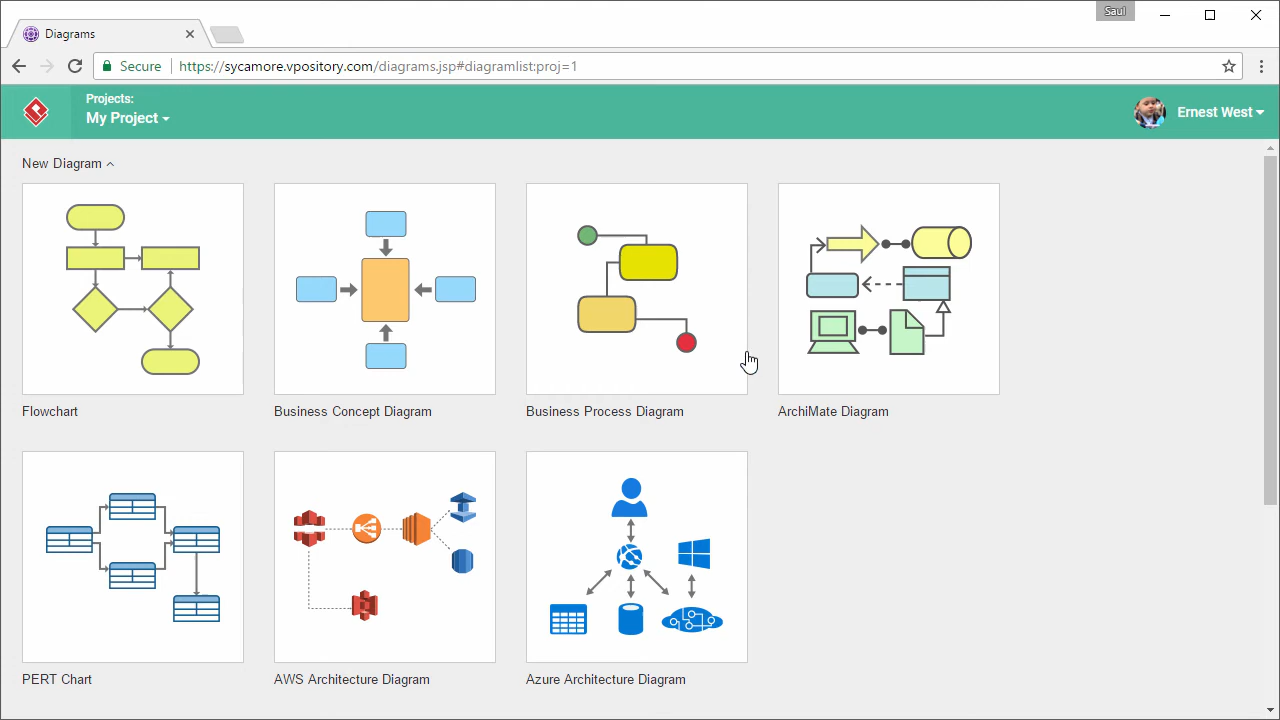 Saul
Diagrams
Secure
https://sycamore.vpository.com/diagrams.jsp#diagramlist:proj=1
Projects:
My Project
Ernest West
New Diagram
Flowchart
Business Concept Diagram
Business Process Diagram
ArchiMate Diagram
PERT Chart
AWS Architecture Diagram
Azure Architecture Diagram